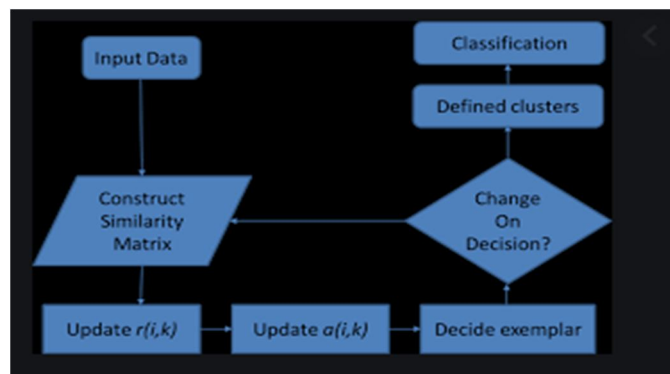 Input Data
Construct
Similarity
Matrix
Update r(i,k)
Update a(i,k)
Decide exemplar
Change
On
Decision?
Defined clusters
Classification